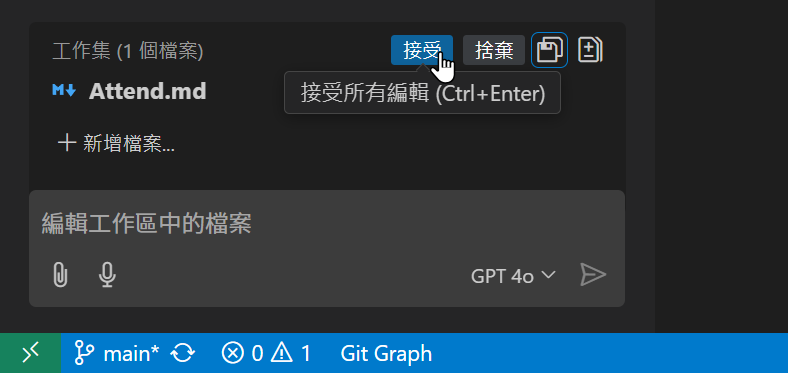 工作集 (1 個檔案) 接受 捨棄
Attend.md
接受所有編輯 (Ctrl+Enter)
新增檔案...
編輯工作區中的檔案
GPT 4o
main* 0 1 Git Graph